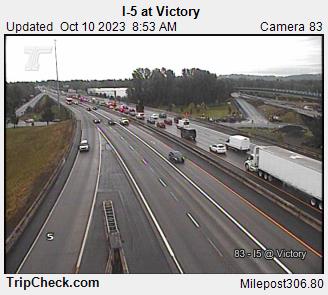 I-5 at Victory
Updated Oct 10 2023 8:53 AM Camera 83
83 - I5 @ Victory
TripCheck.com Milepost306.80